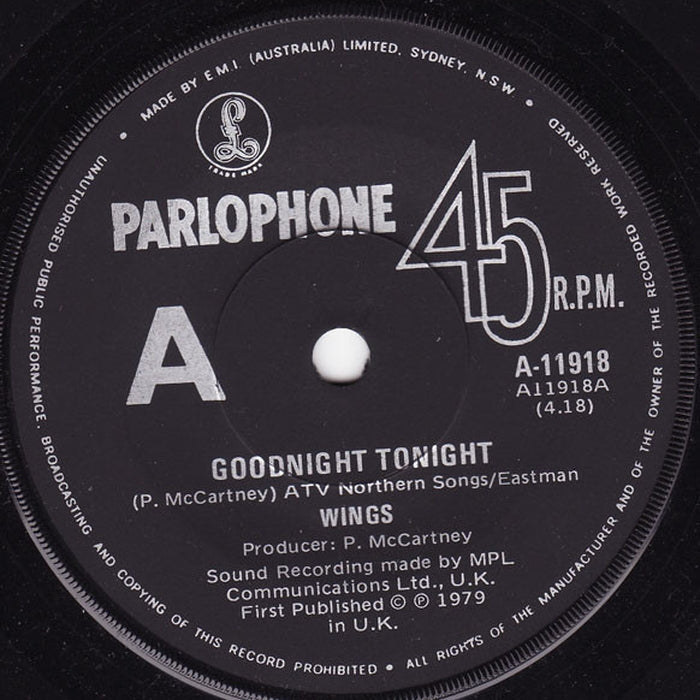 MADE BY E.M.I. (AUSTRALIA) LIMITED, SYDNEY, N.S.W.
£
TRADE MARK
PARLOPHONE
45 R.P.M.
A
A-11918
A11918A
(4.18)
GOODNIGHT TONIGHT
(P. McCartney) ATV Northern Songs/Eastman
WINGS
Producer: P. McCartney
Sound Recording made by MPL
Communications Ltd., U.K.
First Published © ℗ 1979
in U.K.
UNAUTHORISED PUBLIC PERFORMANCE, BROADCASTING AND COPYING OF THIS RECORD PROHIBITED • ALL RIGHTS OF THE MANUFACTURER AND OF THE OWNER OF THE RECORDED WORK RESERVED